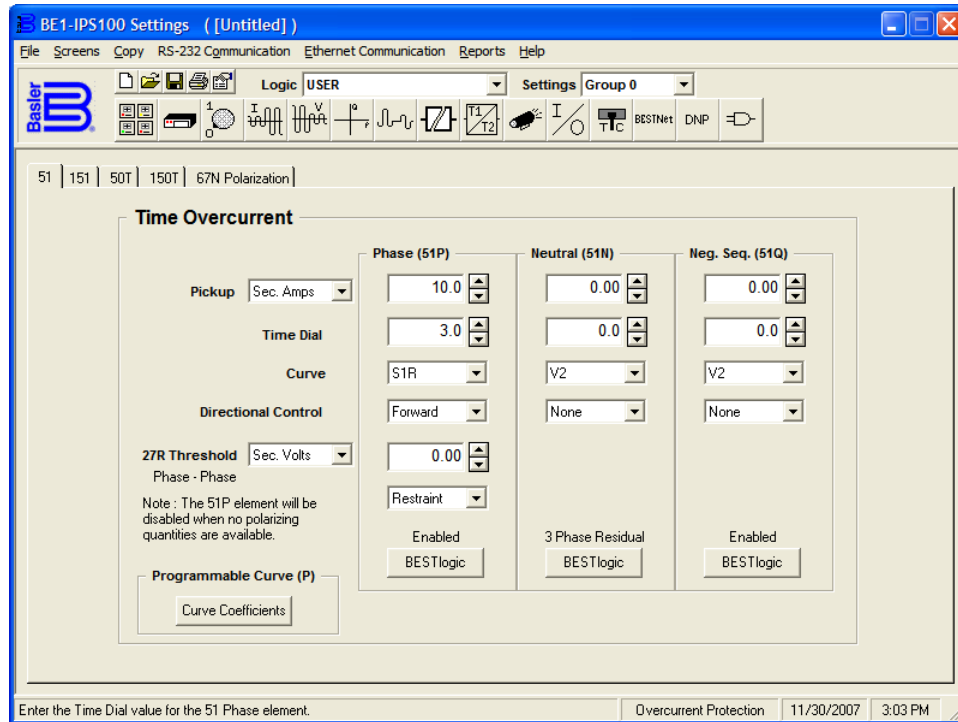 BE1-IPS100 Settings ( [Untitled] )
File Screens Copy RS-232 Communication Ethernet Communication Reports Help
Basler
Logic USER Settings Group 0
1 0 I V T1 T2 I O T C BESTNet DNP
51 151 50T 150T 67N Polarization
Time Overcurrent
Phase (51P) Neutral (51N) Neg. Seq. (51Q)
Pickup Sec. Amps 10.0 0.00 0.00
Time Dial 3.0 0.0 0.0
Curve S1R V2 V2
Directional Control Forward None None
27R Threshold Sec. Volts 0.00
Phase - Phase
Restraint
Note : The 51P element will be
disabled when no polarizing
quantities are available.
Enabled 3 Phase Residual Enabled
BESTlogic BESTlogic BESTlogic
Programmable Curve (P)
Curve Coefficients
Enter the Time Dial value for the 51 Phase element. Overcurrent Protection 11/30/2007 3:03 PM